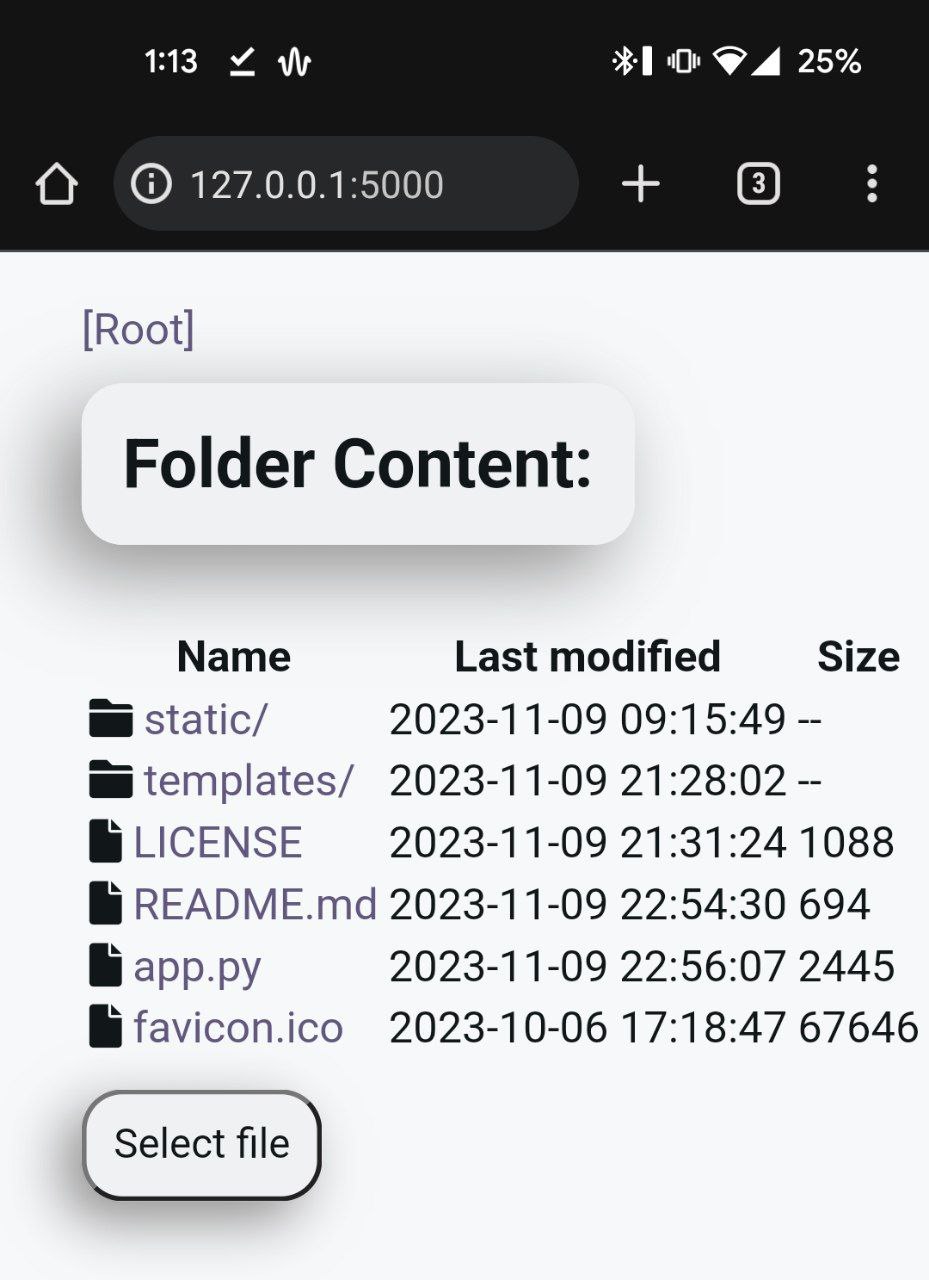 1:13 25%
127.0.0.1:5000 3
[Root]
Folder Content:
Name Last modified Size
static/ 2023-11-09 09:15:49 --
templates/ 2023-11-09 21:28:02 --
LICENSE 2023-11-09 21:31:24 1088
README.md 2023-11-09 22:54:30 694
app.py 2023-11-09 22:56:07 2445
favicon.ico 2023-10-06 17:18:47 67646
Select file